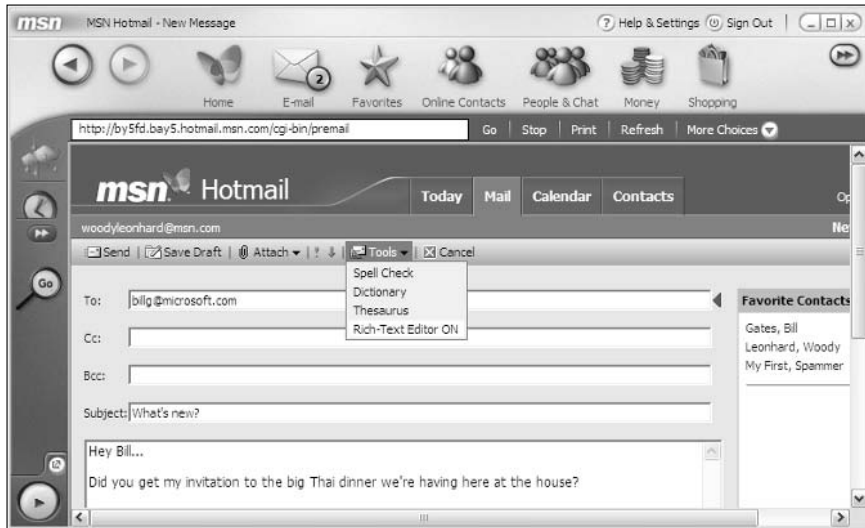 msn MSN Hotmail - New Message ? Help & Settings Sign Out
2
Home E-mail Favorites Online Contacts People & Chat Money Shopping
http://by5fd.bay5.hotmail.msn.com/cgi-bin/premail Go Stop Print Refresh More Choices
msn Hotmail Today Mail Calendar Contacts Op
woodyleonhard@msn.com Ne
Send | Save Draft | Attach | ! | Tools | Cancel
Spell Check
Dictionary
Thesaurus
Rich-Text Editor ON
Go
To: billg@microsoft.com
Cc:
Bcc:
Subject: What's new?
Favorite Contacts
Gates, Bill
Leonhard, Woody
My First, Spammer
Hey Bill...
Did you get my invitation to the big Thai dinner we're having here at the house?